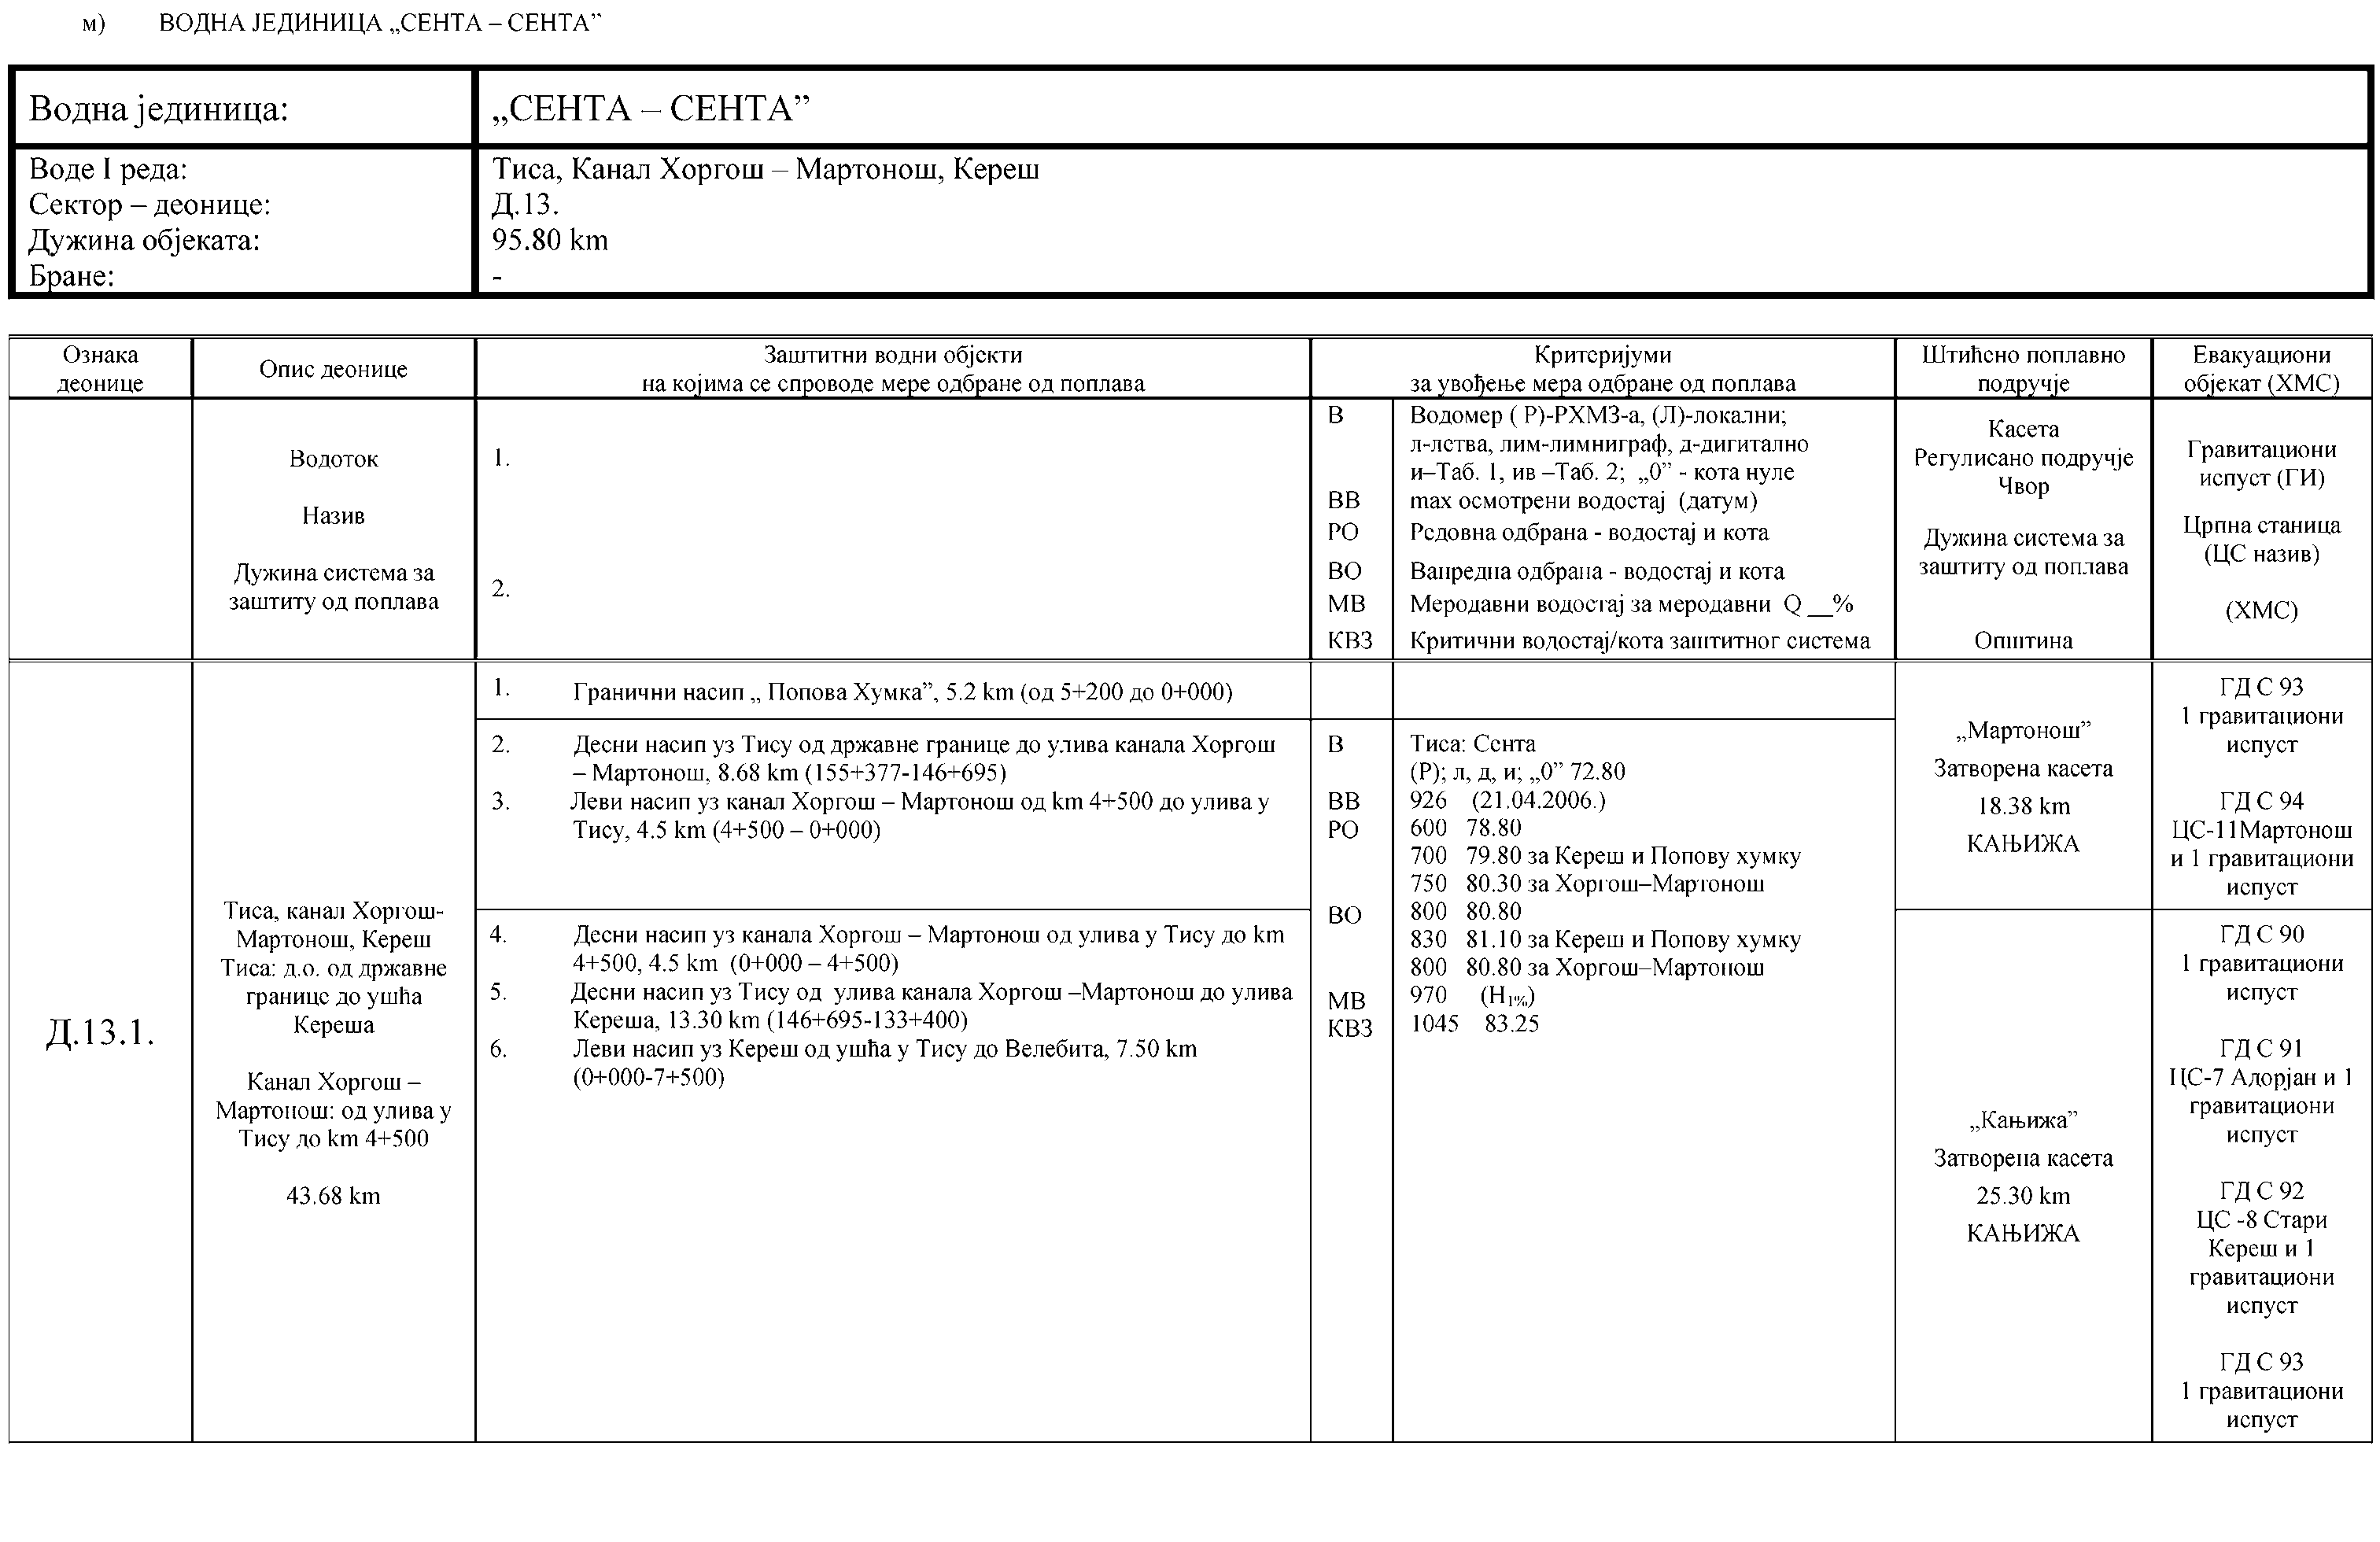 м) ВОДНА ЈЕДИНИЦА „СЕНТА – СЕНТА”
Водна јединица: „СЕНТА – СЕНТА”
Воде I реда: Тиса, Канал Хоргош – Мартонош, Кереш
Сектор – деонице: Д.13.
Дужина објеката: 95.80 km
Бране: -
Ознака
деонице
Опис деонице
Заштитни водни објекти
на којима се спроводе мере одбране од поплава
Критеријуми
за увођење мера одбране од поплава
Штићено поплавно
подручје
Евакуациони
објекат (ХМС)
Водоток
Назив
Дужина система за
заштиту од поплава
1.
2.
В Водомер ( Р)-РХМЗ-а, (Л)-локални;
л-летва, лим-лимниграф, д-дигитално
и–Таб. 1, ив –Таб. 2; „0” - кота нуле
ВВ max осмотрени водостај (датум)
РО Редовна одбрана - водостај и кота
ВО Ванредна одбрана - водостај и кота
МВ Меродавни водостај за меродавни Q __%
КВЗ Критични водостај/кота заштитног система
Касета
Регулисано подручје
Чвор
Дужина система за
заштиту од поплава
Општина
Гравитациони
испуст (ГИ)
Црпна станица
(ЦС назив)
(ХМС)
Д.13.1.
Тиса, канал Хоргош-
Мартонош, Кереш
Тиса: д.о. од државне
границе до ушћа
Кереша
Канал Хоргош –
Мартонош: од улива у
Тису до km 4+500
43.68 km
1. Гранични насип „ Попова Хумка”, 5.2 km (од 5+200 до 0+000)
2. Десни насип уз Тису од државне границе до улива канала Хоргош
– Мартонош, 8.68 km (155+377-146+695)
3. Леви насип уз канал Хоргош – Мартонош од km 4+500 до улива у
Тису, 4.5 km (4+500 – 0+000)
4. Десни насип уз канала Хоргош – Мартонош од улива у Тису до km
4+500, 4.5 km (0+000 – 4+500)
5. Десни насип уз Тису од улива канала Хоргош –Мартонош до улива
Кереша, 13.30 km (146+695-133+400)
6. Леви насип уз Кереш од ушћа у Тису до Велебита, 7.50 km
(0+000-7+500)
В Тиса: Сента
(Р); л, д, и; „0” 72.80
ВВ 926 (21.04.2006.)
РО 600 78.80
700 79.80 за Кереш и Попову хумку
750 80.30 за Хоргош–Мартонош
ВО 800 80.80
830 81.10 за Кереш и Попову хумку
800 80.80 за Хоргош–Мартонош
МВ 970 (H1%)
КВЗ 1045 83.25
„Мартонош”
Затворена касета
18.38 km
КАЊИЖА
„Кањижа”
Затворена касета
25.30 km
КАЊИЖА
ГД С 93
1 гравитациони
испуст
ГД С 94
ЦС-11Мартонош
и 1 гравитациони
испуст
ГД С 90
1 гравитациони
испуст
ГД С 91
ЦС-7 Адорјан и 1
гравитациони
испуст
ГД С 92
ЦС -8 Стари
Кереш и 1
гравитациони
испуст
ГД С 93
1 гравитациони
испуст